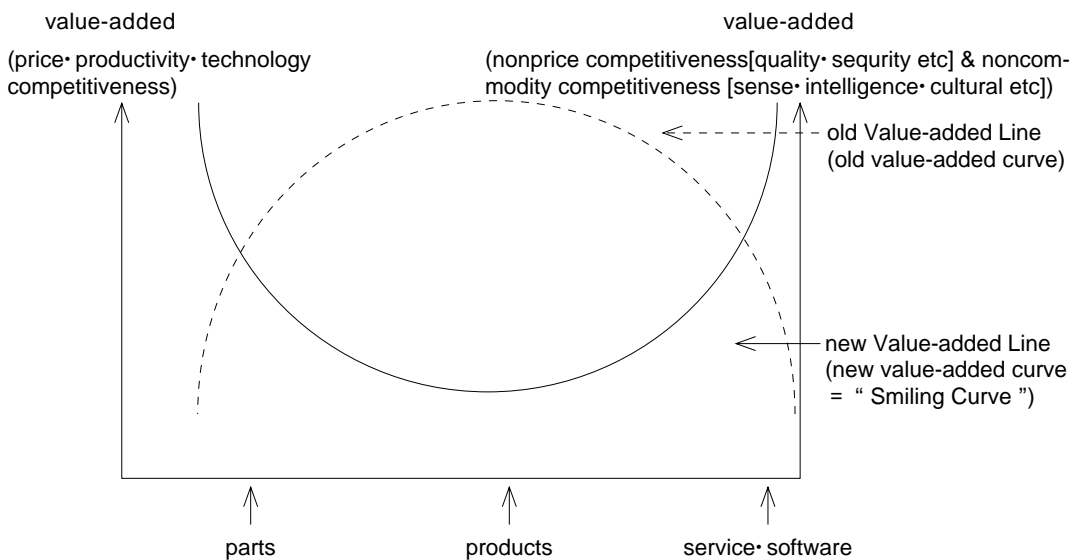 value-added
(price･productivity･technology
competitiveness)
value-added
(nonprice competitiveness[quality･sequrity etc] & noncom-
modity competitiveness [sense･intelligence･cultural etc])
old Value-added Line
(old value-added curve)
new Value-added Line
(new value-added curve
= “ Smiling Curve ”)
parts
products
service･software